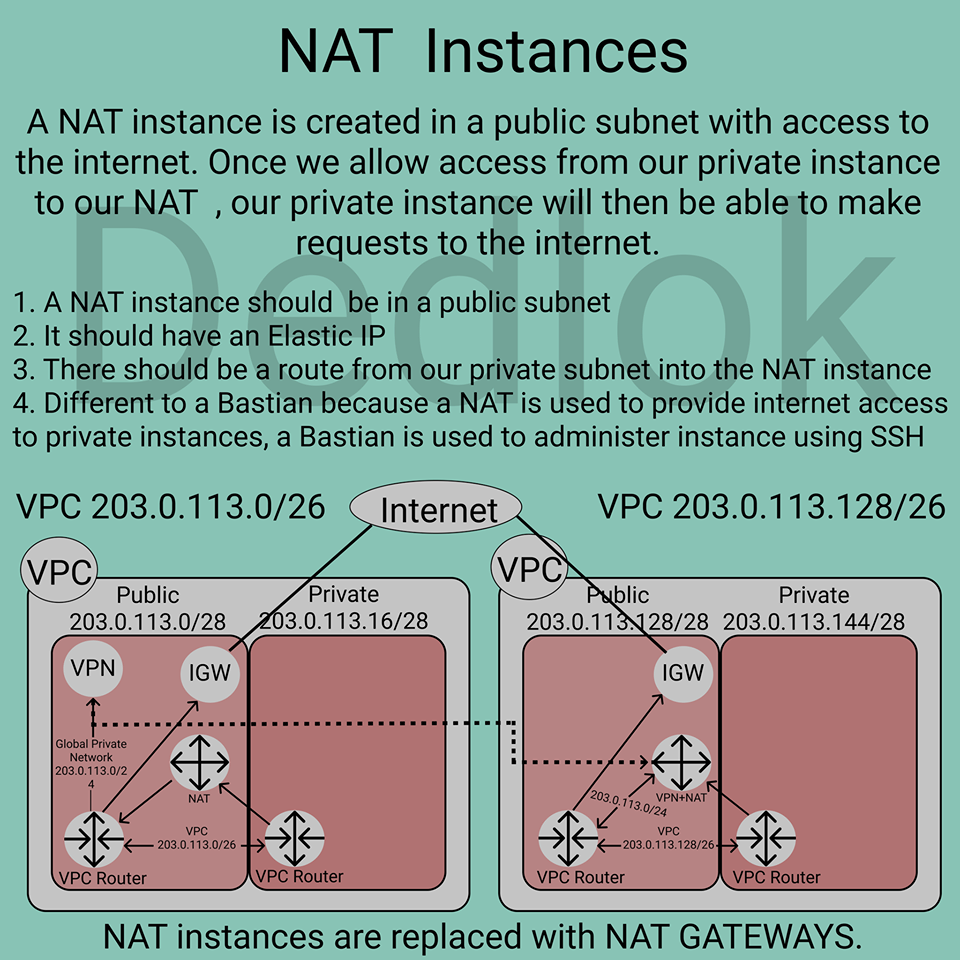 NAT Instances
A NAT instance is created in a public subnet with access to
the internet. Once we allow access from our private instance
to our NAT , our private instance will then be able to make
requests to the internet.
Dedlok
1. A NAT instance should be in a public subnet
2. It should have an Elastic IP
3. There should be a route from our private subnet into the NAT instance
4. Different to a Bastian because a NAT is used to provide internet access
to private instances, a Bastian is used to administer instance using SSH
VPC 203.0.113.0/26
Internet
VPC 203.0.113.128/26
VPC
Public
203.0.113.0/28
Private
203.0.113.16/28
VPN
IGW
Global Private
Network
203.0.113.0/2
4
NAT
VPC
203.0.113.0/26
VPC Router
VPC Router
VPC
Public
203.0.113.128/28
Private
203.0.113.144/28
IGW
VPN+NAT
203.0.113.0/24
VPC
203.0.113.128/26
VPC Router
VPC Router
NAT instances are replaced with NAT GATEWAYS.